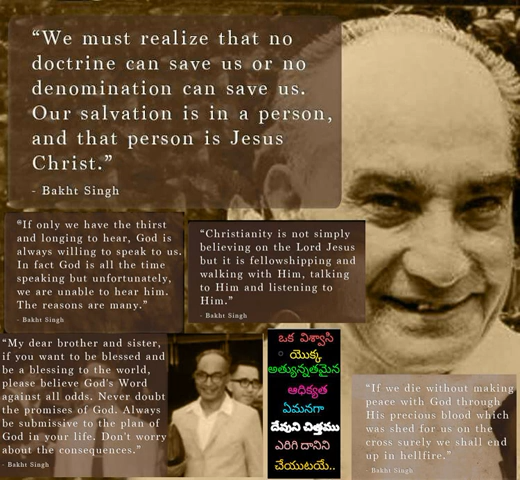 “We must realize that no
doctrine can save us or no
denomination can save us.
Our salvation is in a person,
and that person is Jesus
Christ.”
- Bakht Singh
“If only we have the thirst
and longing to hear, God is
always willing to speak to us.
In fact God is all the time
speaking but unfortunately,
we are unable to hear him.
The reasons are many.”
- Bakht Singh
“Christianity is not simply
believing on the Lord Jesus
but it is fellowshipping and
walking with Him, talking
to Him and listening to
Him.”
- Bakht Singh
“My dear brother and sister,
if you want to be blessed and
be a blessing to the world,
please believe God's Word
against all odds. Never doubt
the promises of God. Always
be submissive to the plan of
God in your life. Don't worry
about the consequences.”
- Bakht Singh
ఒక విశ్వాసి
యొక్క
అత్యున్నతమైన
ఆధిక్యత
ఏమనగా
దేవుని చిత్తము
ఎరిగి దానిని
చేయుటయే..
“If we die without making
peace with God through
His precious blood which
was shed for us on the
cross surely we shall end
up in hellfire.”
- Bakht Singh